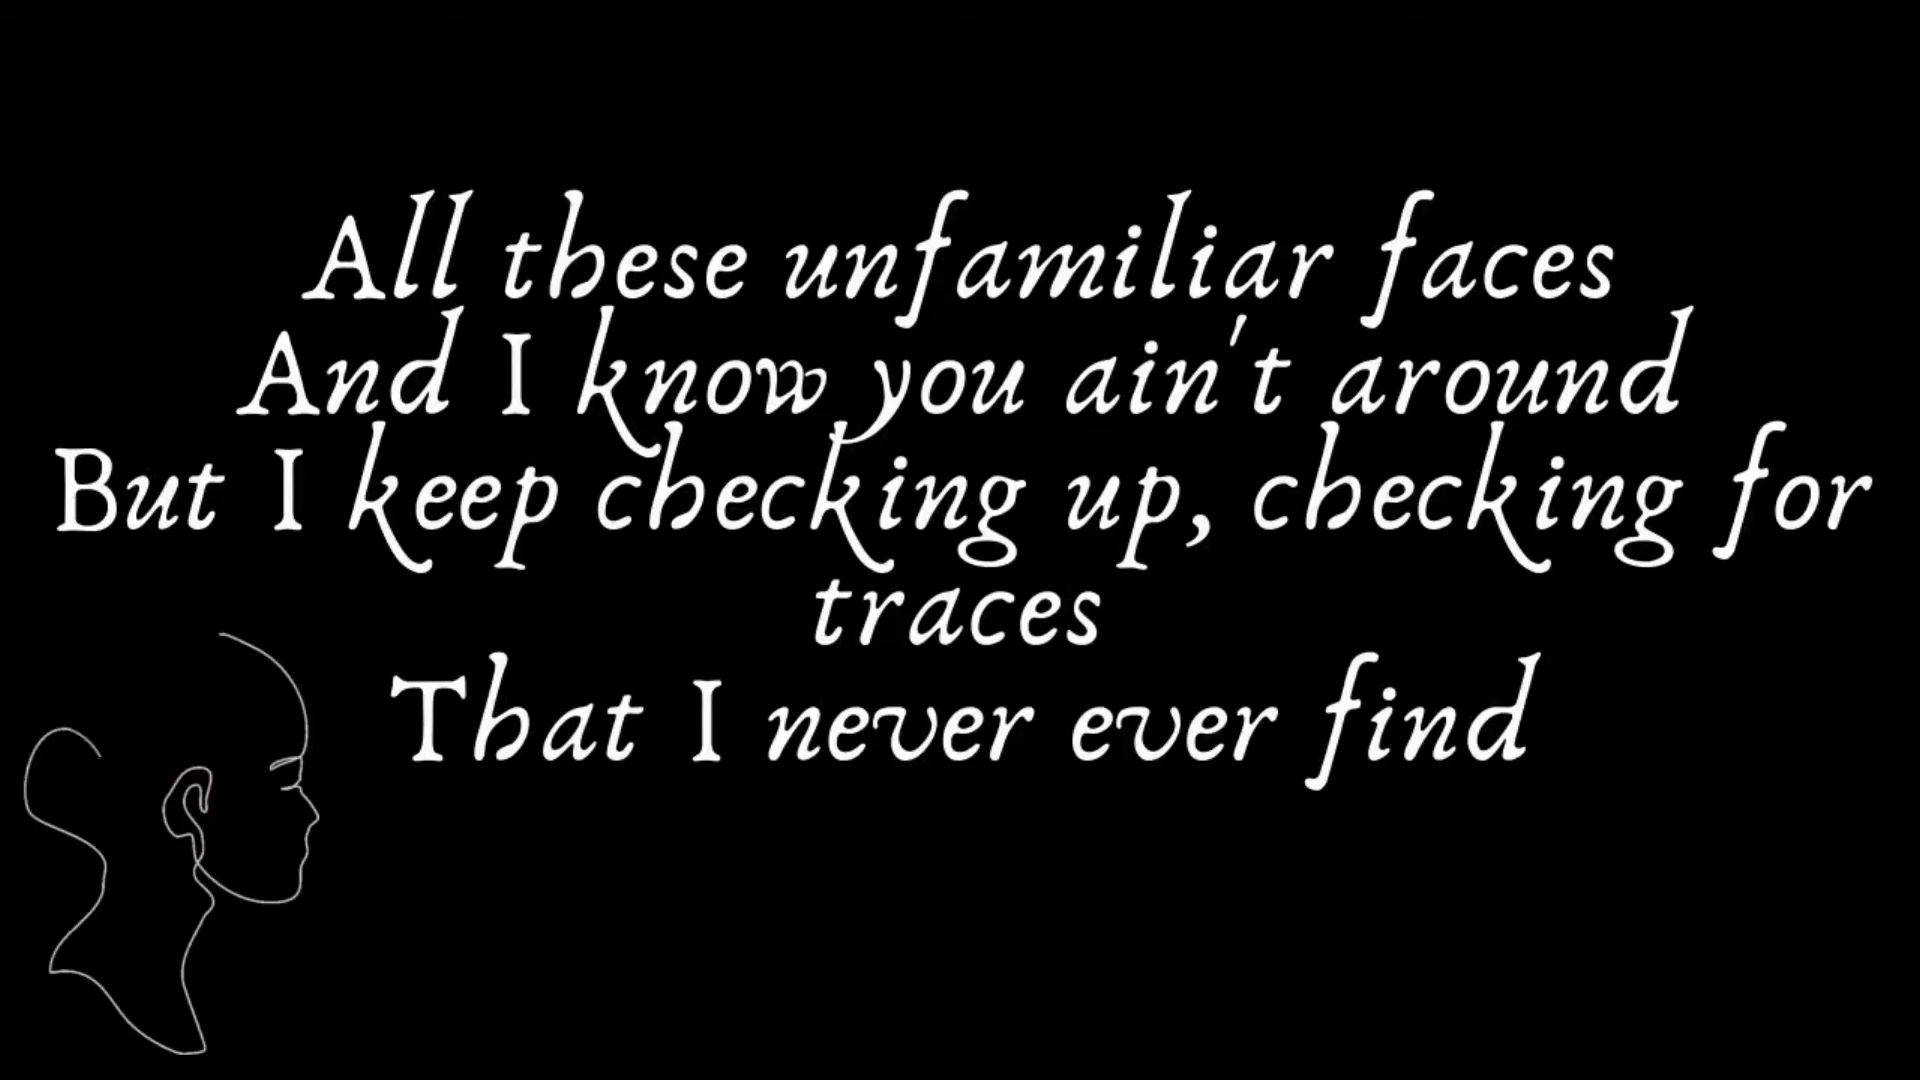 All these unfamiliar faces
And I know you ain't around
But I keep checking up, checking for
traces
That I never ever find